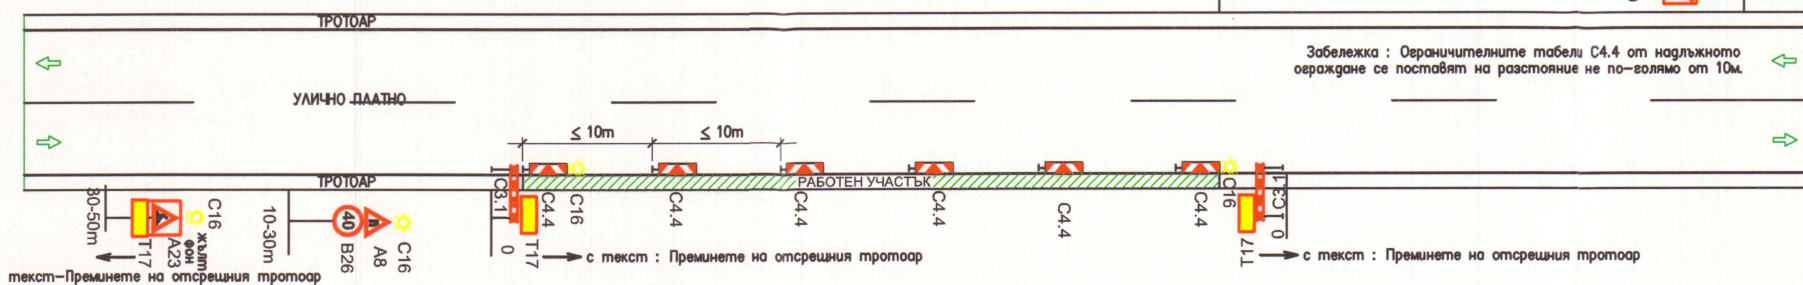 ТРОТОАР
Забележка : Ограничителните табели С4.4 от надлъжното
ограждане се поставят на разстояние не по-голямо от 10м.
УЛИЧНО ПЛАТНО
≤ 10m
≤ 10m
ТРОТОАР
РАБОТЕН УЧАСТЪК
30-50m
T17
A23
C16
жълт
фон
текст-Преминете на отсрещния тротоар
10-30m
40
B26
A8
C16
C3.1
0
T17
C4.4
C16
с текст : Преминете на отсрещния тротоар
C4.4
C4.4
C4.4
C4.4
C4.4
C16
C3.1
0
T17
с текст : Преминете на отсрещния тротоар